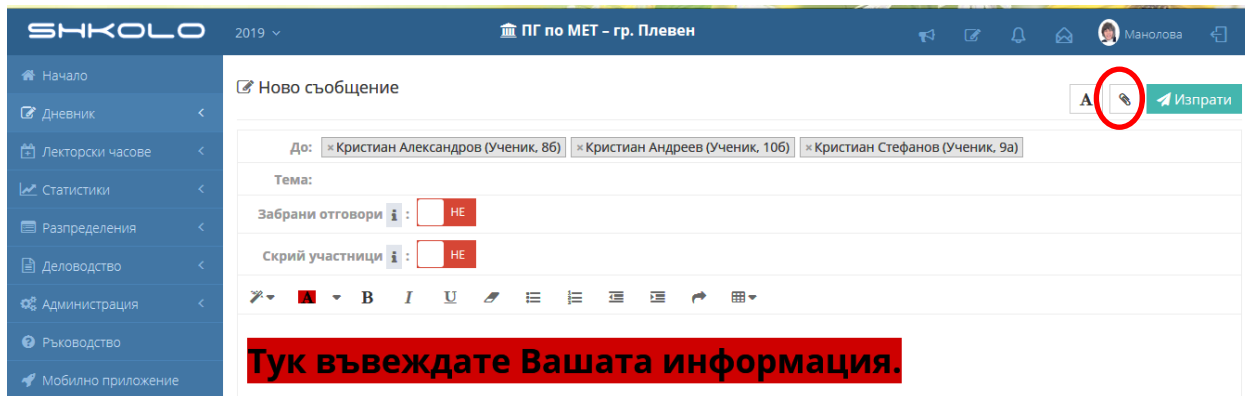 SHKOLO
2019
ПГ по МЕТ – гр. Плевен
Манолова
Начало
Дневник
Лекторски часове
Статистики
Разпределения
Деловодство
Администрация
Ръководство
Мобилно приложение
Ново съобщение
A
Изпрати
До: ×Кристиан Александров (Ученик, 8б) ×Кристиан Андреев (Ученик, 10б) ×Кристиан Стефанов (Ученик, 9а)
Тема:
Забрани отговори i : НЕ
Скрий участници i : НЕ
A B I U
Тук въвеждате Вашата информация.